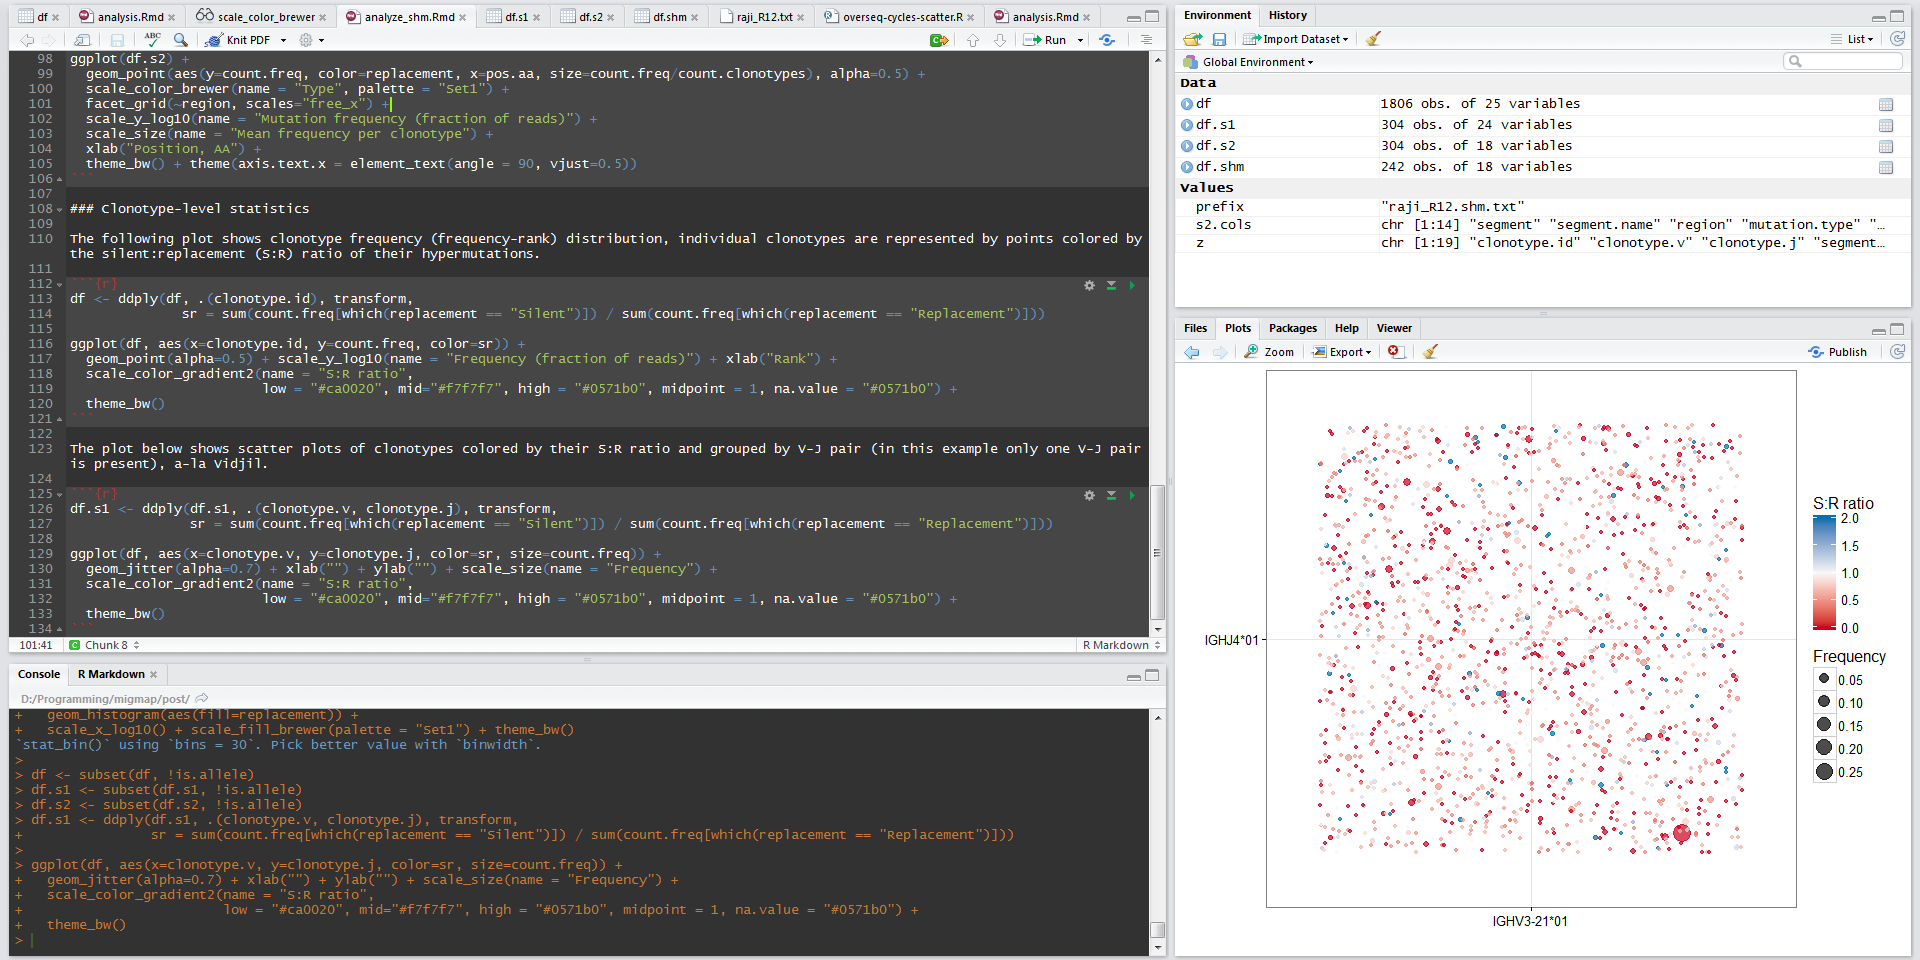 df
analysis.Rmd
scale_color_brewer
analyze_shm.Rmd
df.s1
df.s2
df.shm
raji_R12.txt
overseq-cycles-scatter.R
analysis.Rmd
ABC
Knit PDF
Run
98 ggplot(df.s2) +
99   geom_point(aes(y=count.freq, color=replacement, x=pos.aa, size=count.freq/count.clonotypes), alpha=0.5) +
100   scale_color_brewer(name = "Type", palette = "Set1") +
101   facet_grid(~region, scales="free_x") +
102   scale_y_log10(name = "Mutation frequency (fraction of reads)") +
103   scale_size(name = "Mean frequency per clonotype") +
104   xlab("Position, AA") +
105   theme_bw() + theme(axis.text.x = element_text(angle = 90, vjust=0.5))
106 ```
107
108 ### Clonotype-level statistics
109
110 The following plot shows clonotype frequency (frequency-rank) distribution, individual clonotypes are represented by points colored by
the silent:replacement (S:R) ratio of their hypermutations.
111
112 ```{r}
113 df <- ddply(df, .(clonotype.id), transform,
114               sr = sum(count.freq[which(replacement == "Silent")]) / sum(count.freq[which(replacement == "Replacement")]))
115
116 ggplot(df, aes(x=clonotype.id, y=count.freq, color=sr)) +
117   geom_point(alpha=0.5) + scale_y_log10(name = "Frequency (fraction of reads)") + xlab("Rank") +
118   scale_color_gradient2(name = "S:R ratio",
119                         low = "#ca0020", mid="#f7f7f7", high = "#0571b0", midpoint = 1, na.value = "#0571b0") +
120   theme_bw()
121 ```
122
123 The plot below shows scatter plots of clonotypes colored by their S:R ratio and grouped by V-J pair (in this example only one V-J pair
is present), a-la Vidjil.
124
125 ```{r}
126 df.s1 <- ddply(df.s1, .(clonotype.v, clonotype.j), transform,
127                sr = sum(count.freq[which(replacement == "Silent")]) / sum(count.freq[which(replacement == "Replacement")]))
128
129 ggplot(df, aes(x=clonotype.v, y=clonotype.j, color=sr, size=count.freq)) +
130   geom_jitter(alpha=0.7) + xlab("") + ylab("") + scale_size(name = "Frequency") +
131   scale_color_gradient2(name = "S:R ratio",
132                         low = "#ca0020", mid="#f7f7f7", high = "#0571b0", midpoint = 1, na.value = "#0571b0") +
133   theme_bw()
134 ```
101:41
Chunk 8
R Markdown
Console
R Markdown
D:/Programming/migmap/post/
+   geom_histogram(aes(fill=replacement)) +
+   scale_x_log10() + scale_fill_brewer(palette = "Set1") + theme_bw()
`stat_bin()` using `bins = 30`. Pick better value with `binwidth`.
>
> df <- subset(df, !is.allele)
> df.s1 <- subset(df.s1, !is.allele)
> df.s2 <- subset(df.s2, !is.allele)
> df.s1 <- ddply(df.s1, .(clonotype.v, clonotype.j), transform,
+                sr = sum(count.freq[which(replacement == "Silent")]) / sum(count.freq[which(replacement == "Replacement")]))
>
> ggplot(df, aes(x=clonotype.v, y=clonotype.j, color=sr, size=count.freq)) +
+   geom_jitter(alpha=0.7) + xlab("") + ylab("") + scale_size(name = "Frequency") +
+   scale_color_gradient2(name = "S:R ratio",
+                         low = "#ca0020", mid="#f7f7f7", high = "#0571b0", midpoint = 1, na.value = "#0571b0") +
+   theme_bw()
>
Environment
History
Import Dataset
List
Global Environment
Data
df 1806 obs. of 25 variables
df.s1 304 obs. of 24 variables
df.s2 304 obs. of 18 variables
df.shm 242 obs. of 18 variables
Values
prefix "raji_R12.shm.txt"
s2.cols chr [1:14] "segment" "segment.name" "region" "mutation.type" "…
z chr [1:19] "clonotype.id" "clonotype.v" "clonotype.j" "segment…
Files
Plots
Packages
Help
Viewer
Zoom
Export
Publish
IGHJ4*01
IGHV3-21*01
S:R ratio
2.0
1.5
1.0
0.5
0.0
Frequency
0.05
0.10
0.15
0.20
0.25